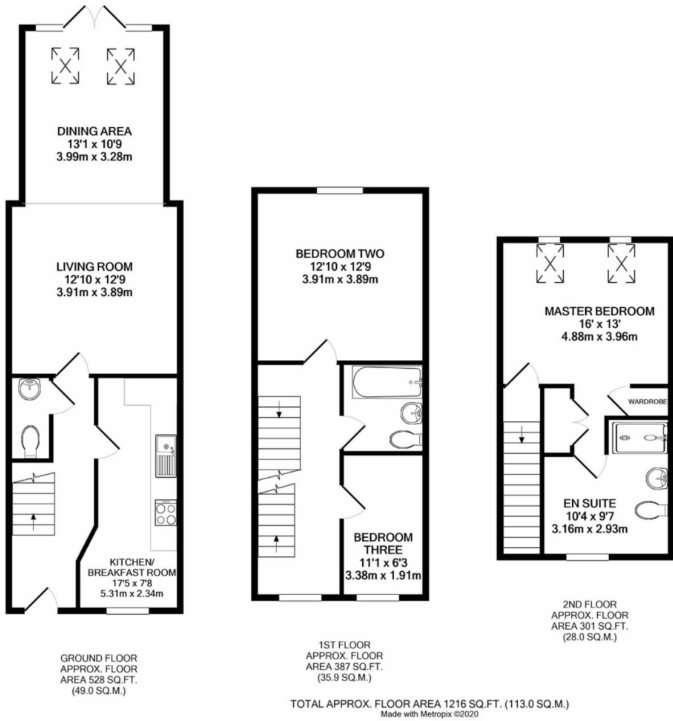 DINING AREA
13'1 x 10'9
3.99m x 3.28m
LIVING ROOM
12'10 x 12'9
3.91m x 3.89m
KITCHEN/
BREAKFAST ROOM
17'5 x 7'8
5.31m x 2.34m
GROUND FLOOR
APPROX. FLOOR
AREA 528 SQ.FT.
(49.0 SQ.M.)
BEDROOM TWO
12'10 x 12'9
3.91m x 3.89m
BEDROOM
THREE
11'1 x 6'3
3.38m x 1.91m
1ST FLOOR
APPROX. FLOOR
AREA 387 SQ.FT.
(35.9 SQ.M.)
MASTER BEDROOM
16' x 13'
4.88m x 3.96m
WARDROBE
EN SUITE
10'4 x 9'7
3.16m x 2.93m
2ND FLOOR
APPROX. FLOOR
AREA 301 SQ.FT.
(28.0 SQ.M.)
TOTAL APPROX. FLOOR AREA 1216 SQ.FT. (113.0 SQ.M.)
Made with Metropix ©2020